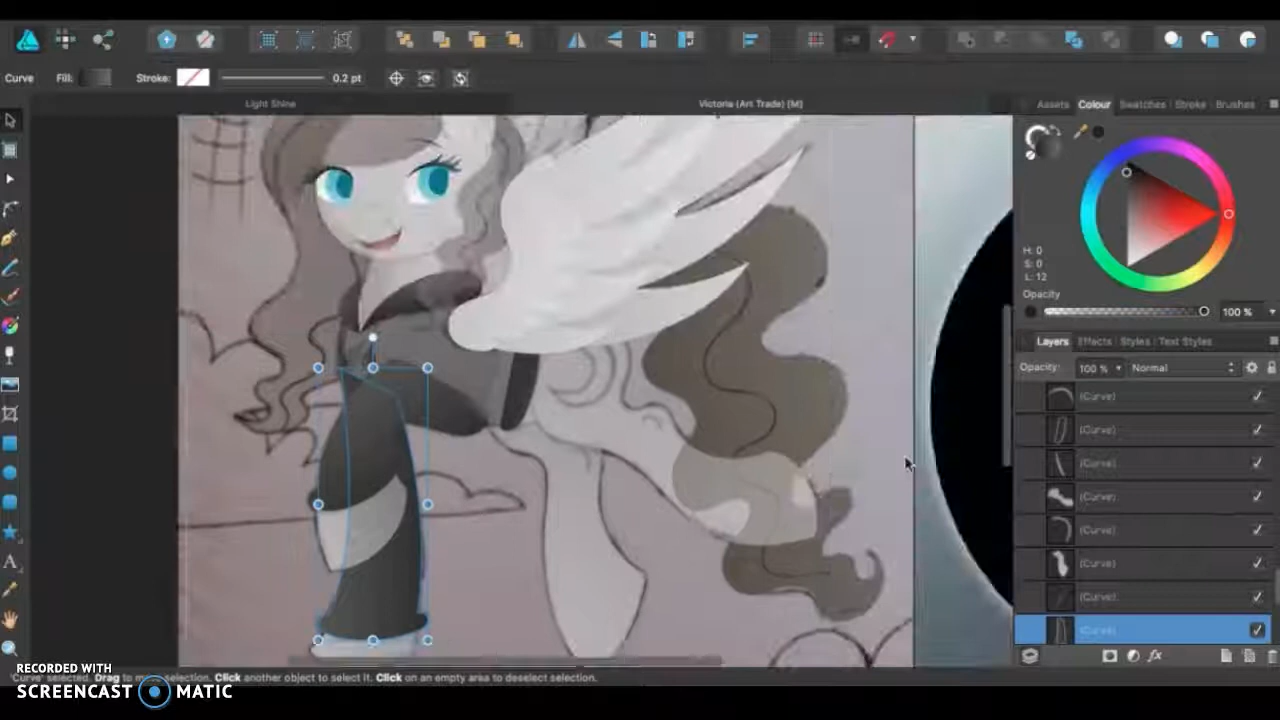 Curve Fill: Stroke: 0.2 pt
Light Shine Victoria (Art Trade) [M]
Assets Colour Swatches Stroke Brushes
H: 0
S: 0
L: 12
Opacity
100 %
Layers Effects Styles Text Styles
Opacity: 100 % Normal
(Curve)
(Curve)
(Curve)
(Curve)
(Curve)
(Curve)
(Curve)
(Curve)
RECORDED WITH
SCREENCAST MATIC
'Curve' selected. Drag to selection. Click another object to select it. Click on an empty area to deselect selection.